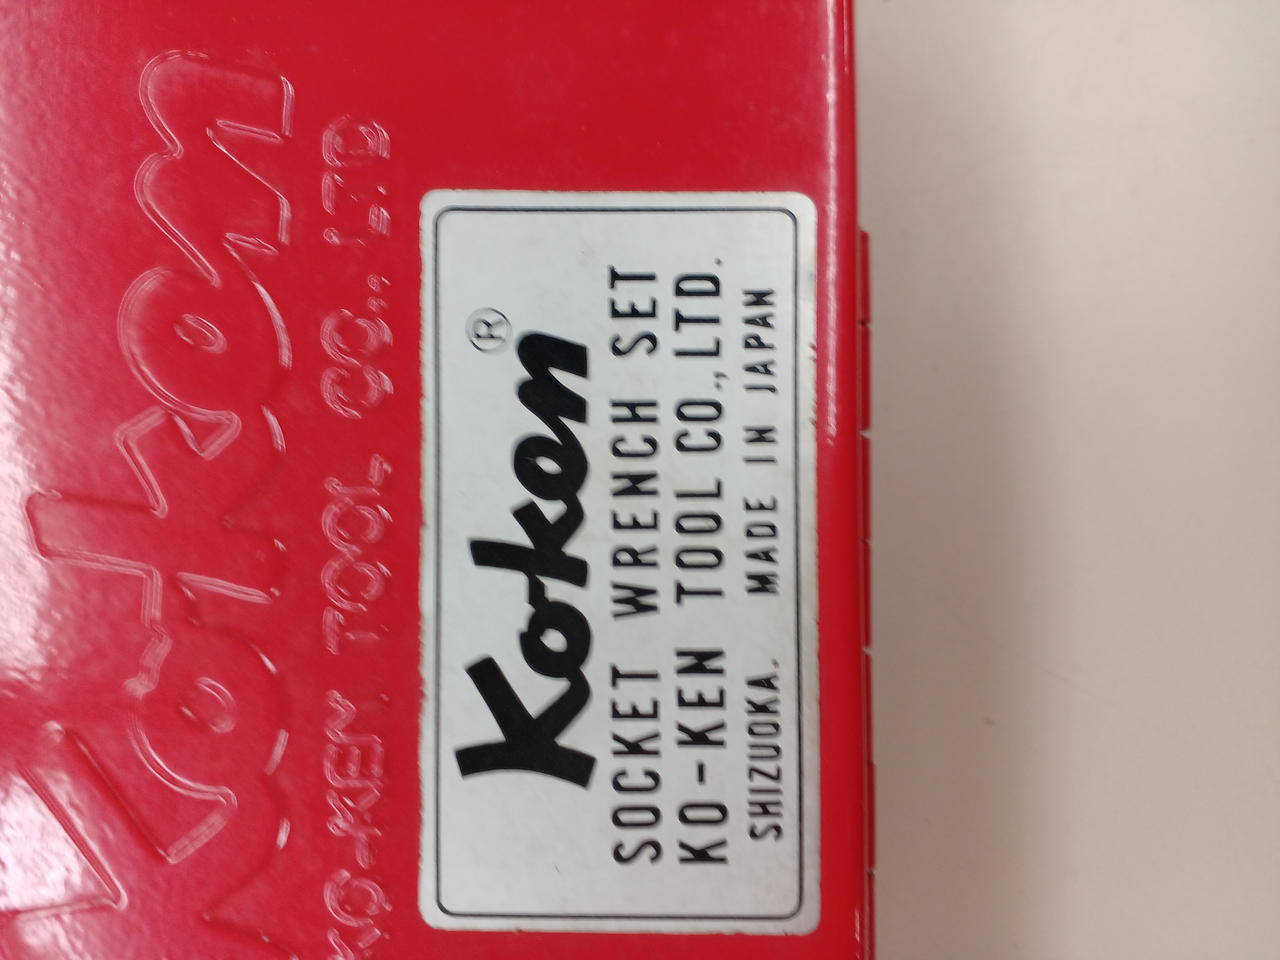 Koken
KO-KEN TOOL CO., LTD
Koken ®
SOCKET WRENCH SET
KO-KEN TOOL CO.,LTD.
SHIZUOKA. MADE IN JAPAN